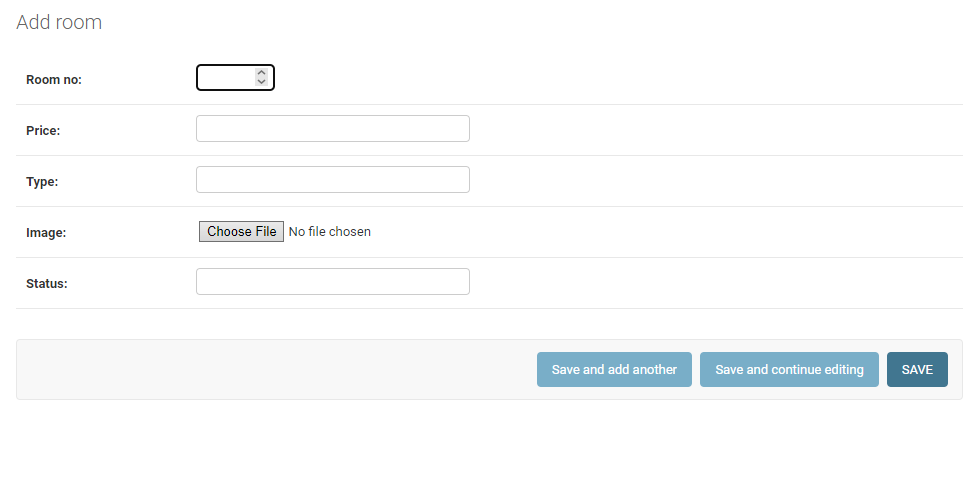 Add room
Room no:
Price:
Type:
Image: Choose File No file chosen
Status:
Save and add another Save and continue editing SAVE